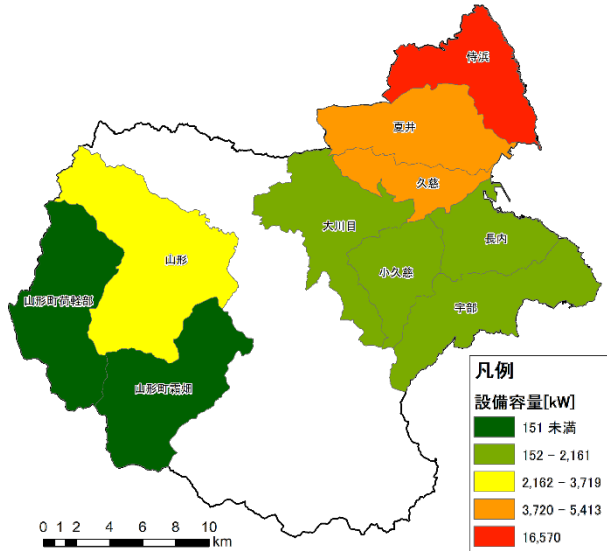 侍浜
夏井
久慈
大川目
長内
山形
小久慈
山形町荷軽部
宇部
山形町霜畑
凡例
設備容量[kW]
151 未満
152 - 2,161
2,162 - 3,719
3,720 - 5,413
16,570
0 1 2 4 6 8 10
km